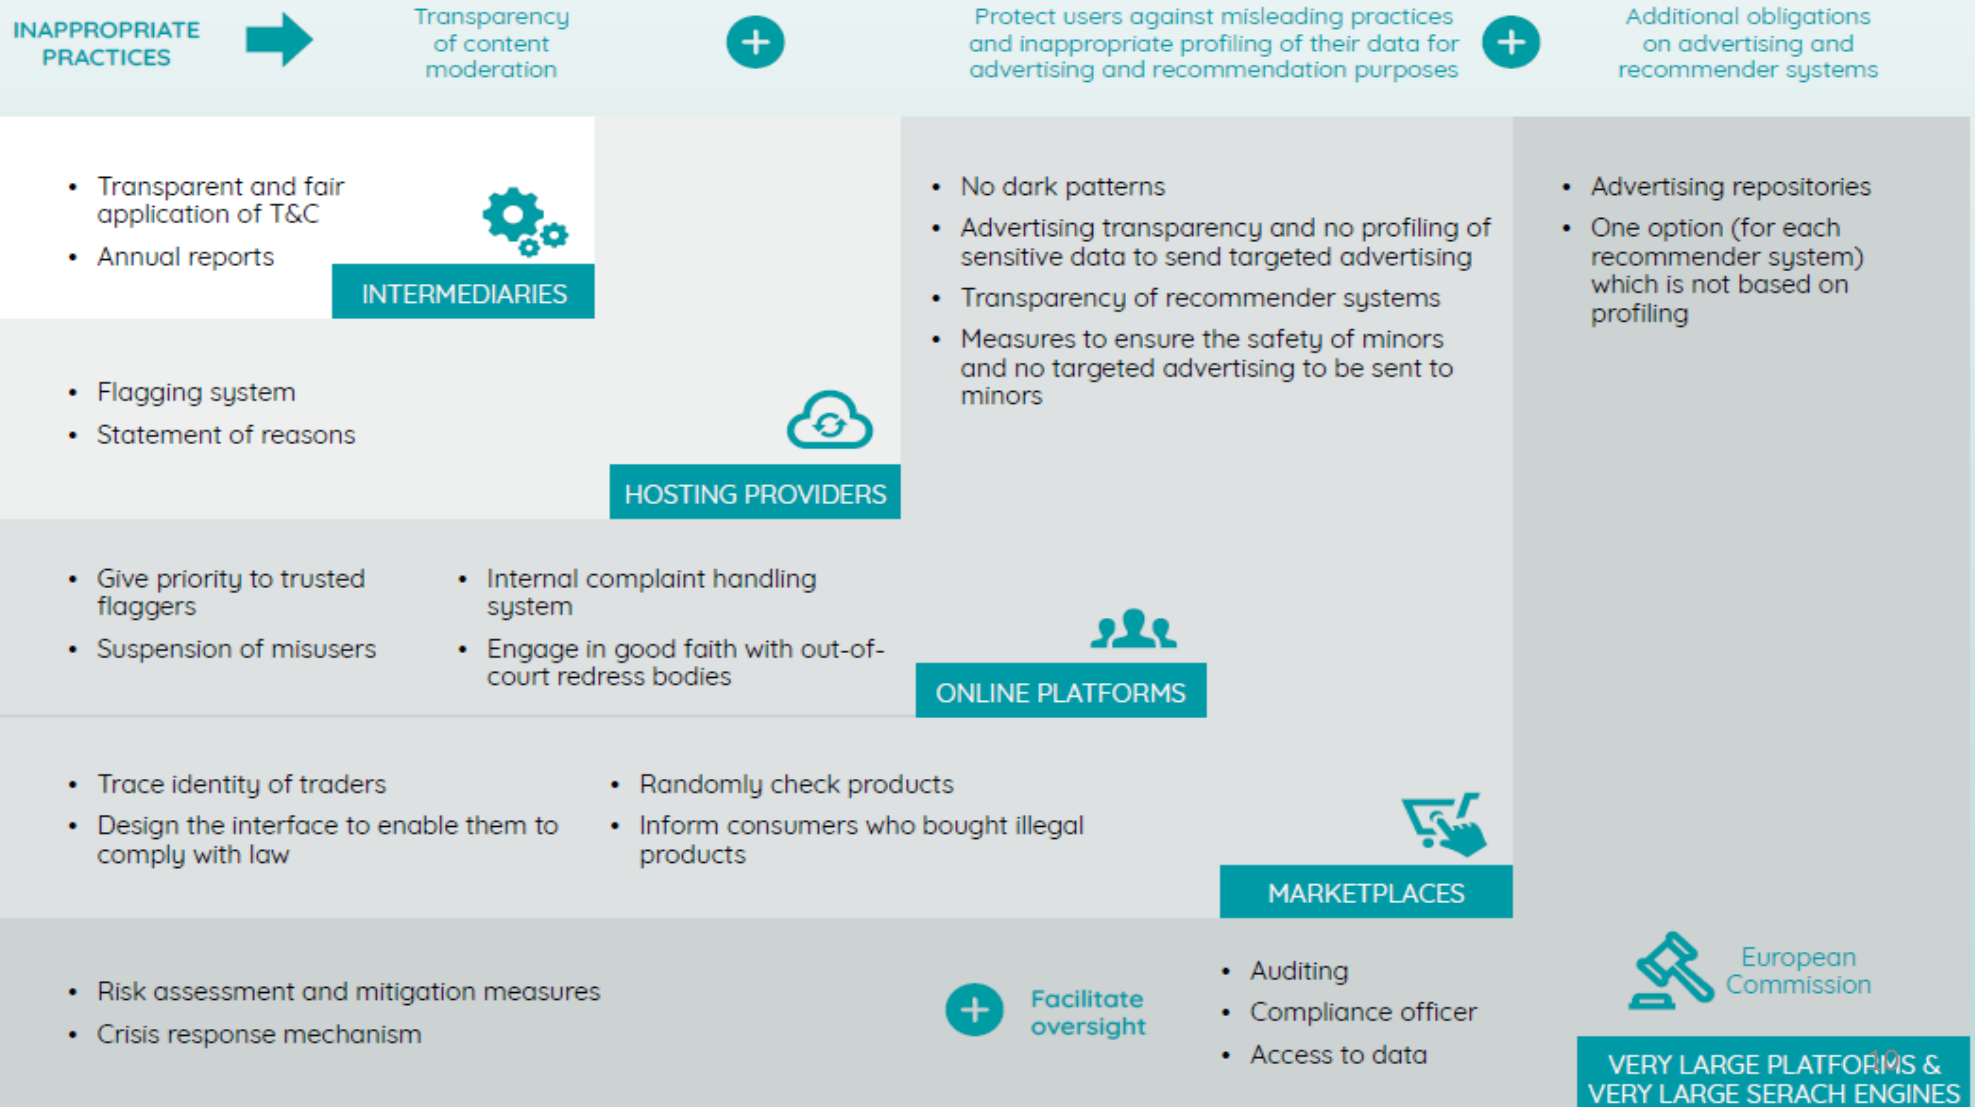 INAPPROPRIATE
PRACTICES
Transparency
of content
moderation
Protect users against misleading practices
and inappropriate profiling of their data for
advertising and recommendation purposes
Additional obligations
on advertising and
recommender systems
• Transparent and fair
application of T&C
• Annual reports
INTERMEDIARIES
• No dark patterns
• Advertising transparency and no profiling of
sensitive data to send targeted advertising
• Transparency of recommender systems
• Measures to ensure the safety of minors
and no targeted advertising to be sent to
minors
• Advertising repositories
• One option (for each
recommender system)
which is not based on
profiling
• Flagging system
• Statement of reasons
HOSTING PROVIDERS
• Give priority to trusted
flaggers
• Suspension of misusers
• Internal complaint handling
system
• Engage in good faith with out-of-
court redress bodies
ONLINE PLATFORMS
• Trace identity of traders
• Design the interface to enable them to
comply with law
• Randomly check products
• Inform consumers who bought illegal
products
MARKETPLACES
• Risk assessment and mitigation measures
• Crisis response mechanism
Facilitate
oversight
• Auditing
• Compliance officer
• Access to data
European
Commission
VERY LARGE PLATFORMS &
VERY LARGE SERACH ENGINES
10